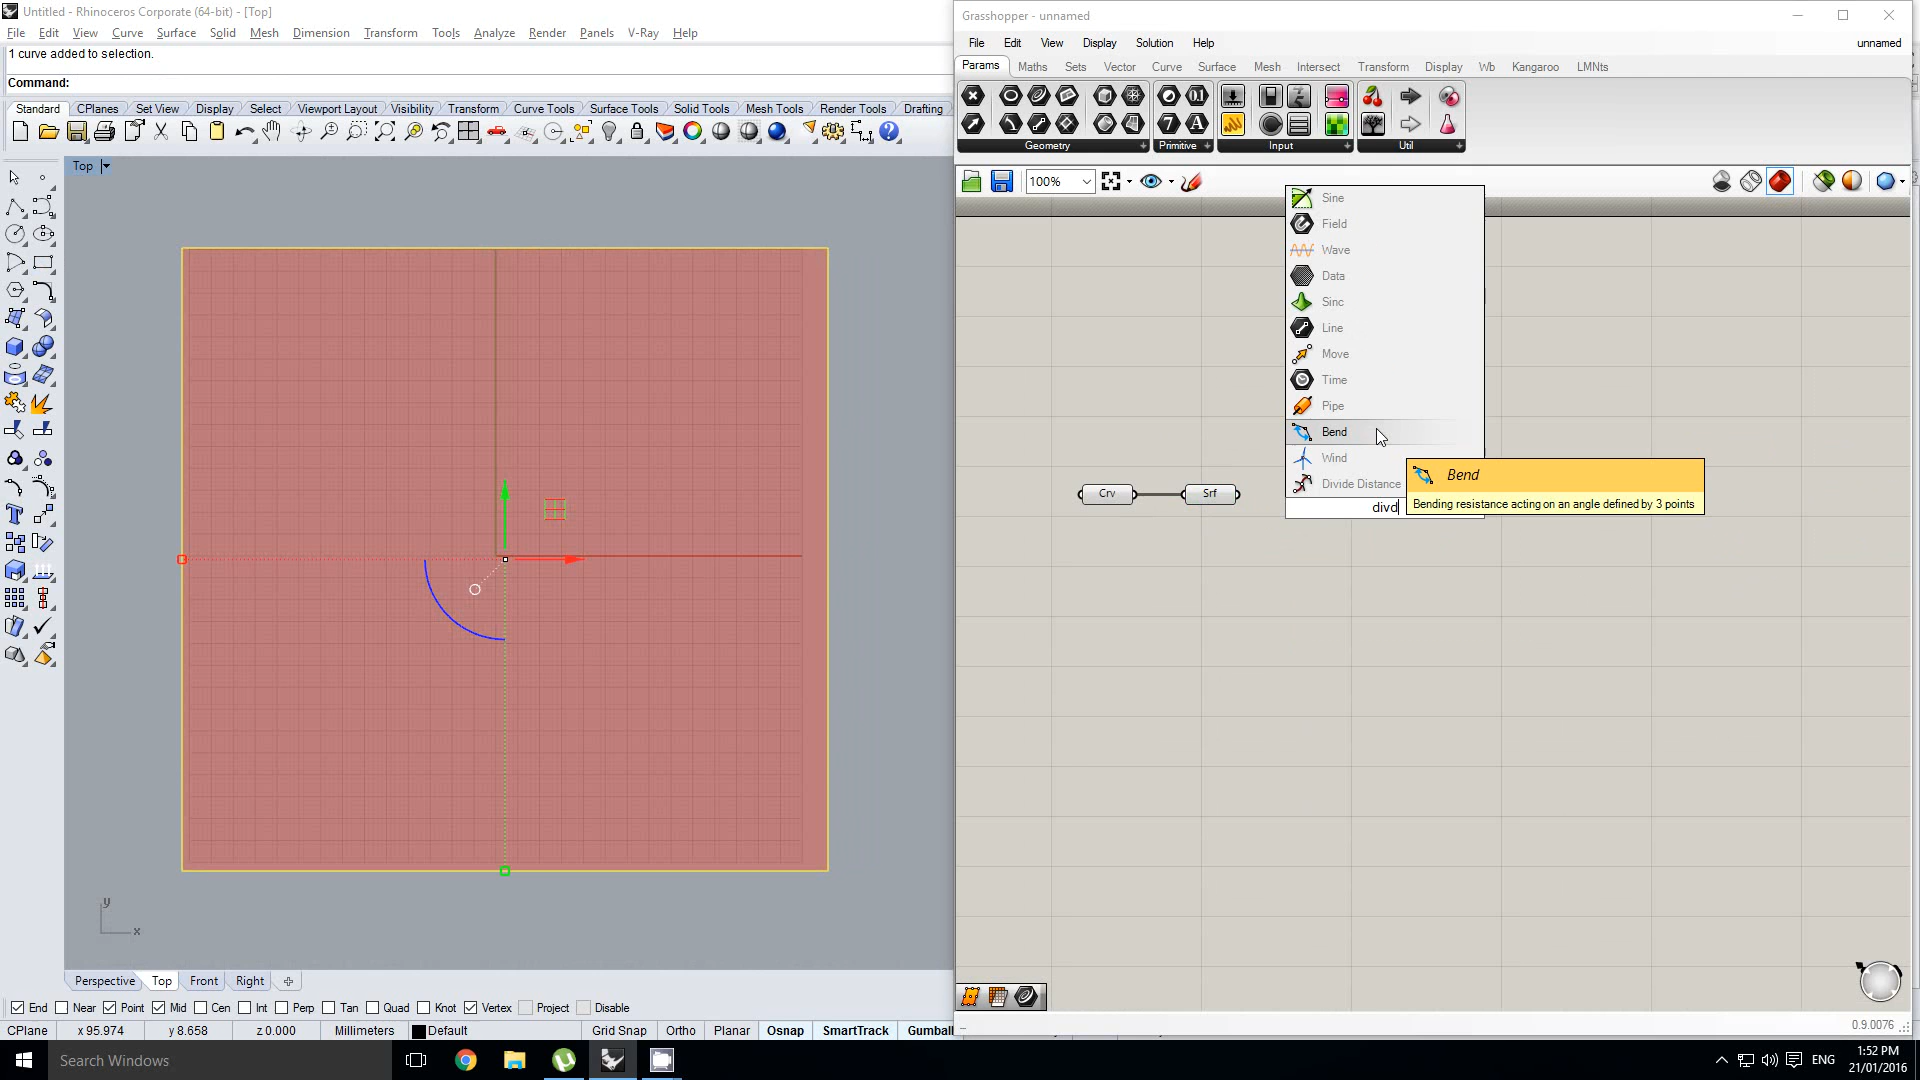 Untitled - Rhinoceros Corporate (64-bit) - [Top]
File Edit View Curve Surface Solid Mesh Dimension Transform Tools Analyze Render Panels V-Ray Help
1 curve added to selection.
Command:
Standard CPlanes Set View Display Select Viewport Layout Visibility Transform Curve Tools Surface Tools Solid Tools Mesh Tools Render Tools Drafting
Top
y
x
Perspective Top Front Right
End Near Point Mid Cen Int Perp Tan Quad Knot Vertex Project Disable
CPlane x 95.974 y 8.658 z 0.000 Millimeters Default Grid Snap Ortho Planar Osnap SmartTrack Gumball
Grasshopper - unnamed
File Edit View Display Solution Help unnamed
Params Maths Sets Vector Curve Surface Mesh Intersect Transform Display Wb Kangaroo LMNts
Geometry Primitive Input Util
100%
Sine
Field
Wave
Data
Sinc
Line
Move
Time
Pipe
Bend
Wind
Divide Distance
divd
Bend
Bending resistance acting on an angle defined by 3 points
Crv Srf
0.9.0076
Search Windows
ENG
1:52 PM
21/01/2016